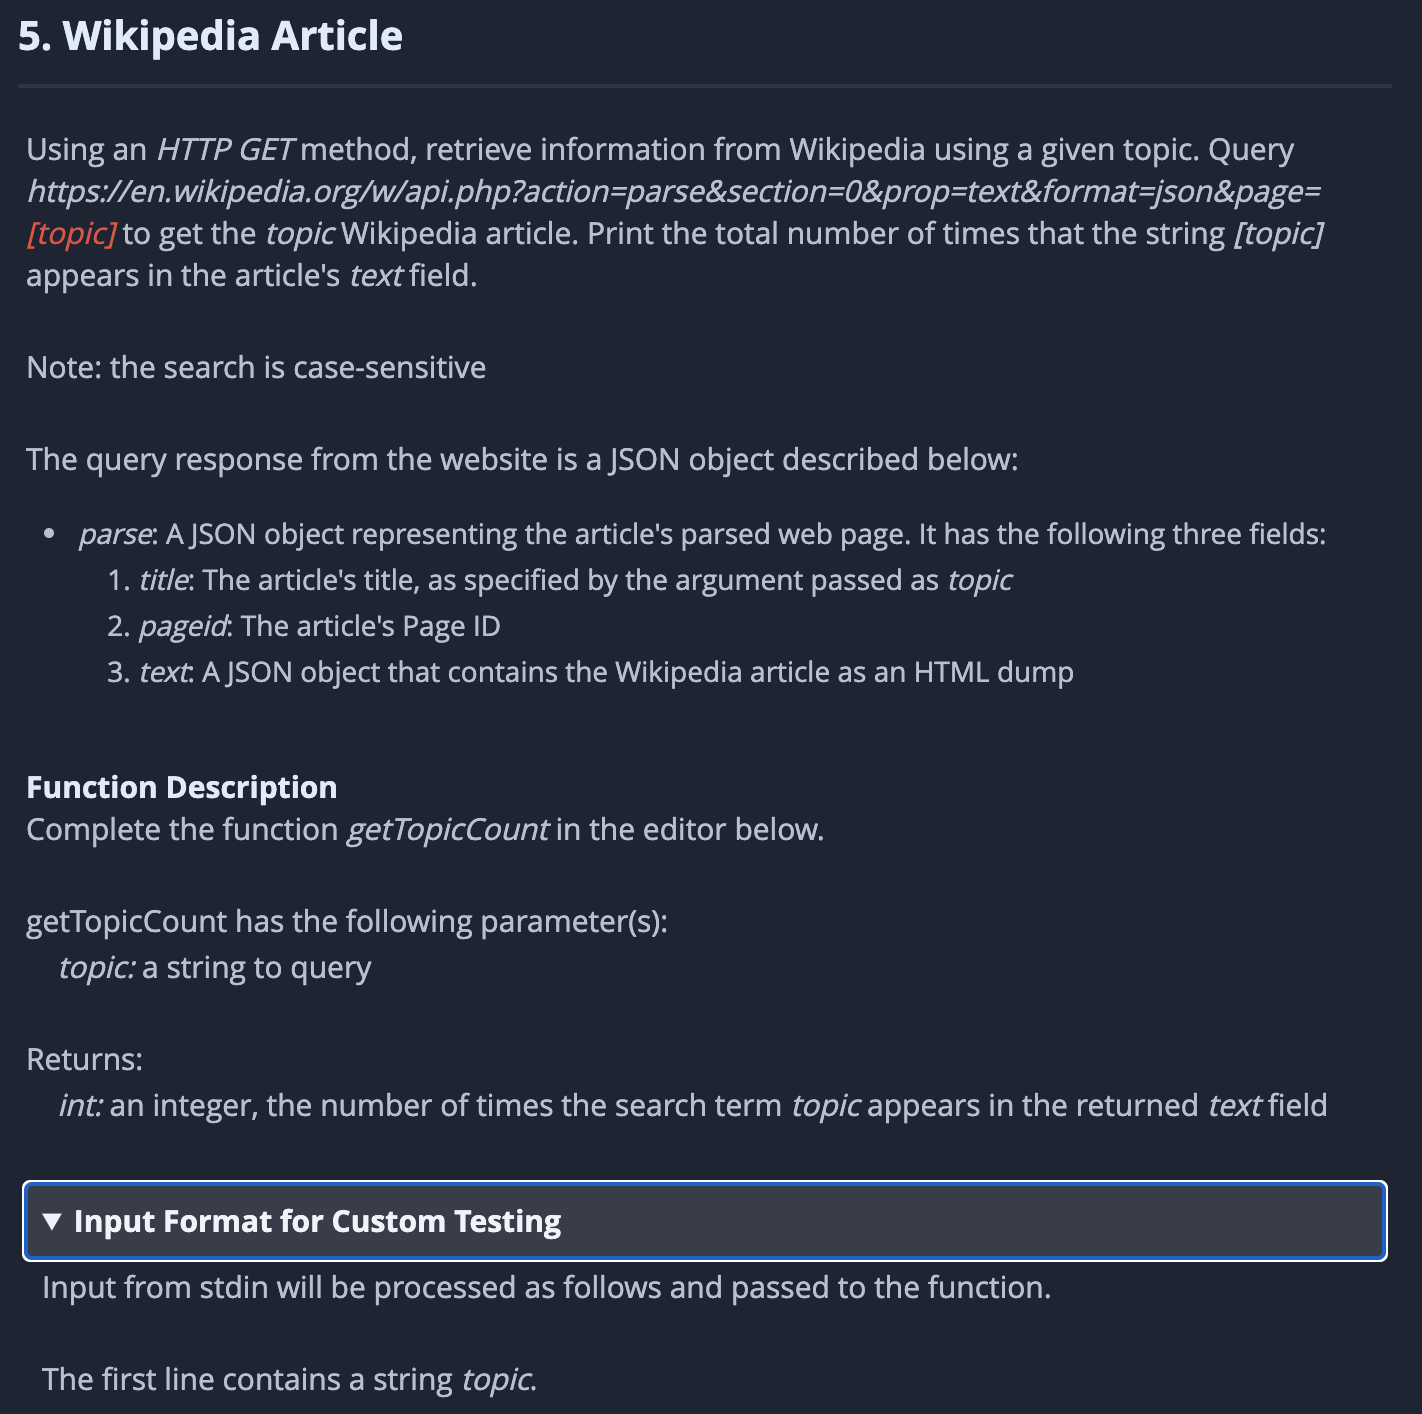 5. Wikipedia Article
Using an HTTP GET method, retrieve information from Wikipedia using a given topic. Query
https://en.wikipedia.org/w/api.php?action=parse&section=0&prop=text&format=json&page=
[topic] to get the topic Wikipedia article. Print the total number of times that the string [topic]
appears in the article's text field.
Note: the search is case-sensitive
The query response from the website is a JSON object described below:
• parse: A JSON object representing the article's parsed web page. It has the following three fields:
1. title: The article's title, as specified by the argument passed as topic
2. pageid: The article's Page ID
3. text: A JSON object that contains the Wikipedia article as an HTML dump
Function Description
Complete the function getTopicCount in the editor below.
getTopicCount has the following parameter(s):
topic: a string to query
Returns:
int: an integer, the number of times the search term topic appears in the returned text field
▼ Input Format for Custom Testing
Input from stdin will be processed as follows and passed to the function.
The first line contains a string topic.